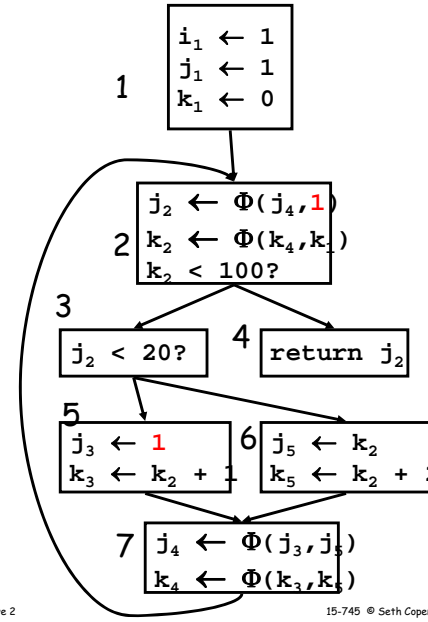 i₁ ← 1
j₁ ← 1
k₁ ← 0
1
j₂ ← Φ(j₄,1)
k₂ ← Φ(k₄,k₁)
k₂ < 100?
2
3
j₂ < 20?
4
return j₂
5
j₃ ← 1
k₃ ← k₂ + 1
6
j₅ ← k₂
k₅ ← k₂ +
7
j₄ ← Φ(j₃,j₅)
k₄ ← Φ(k₃,k₅)
e 2
15-745 © Seth Copen